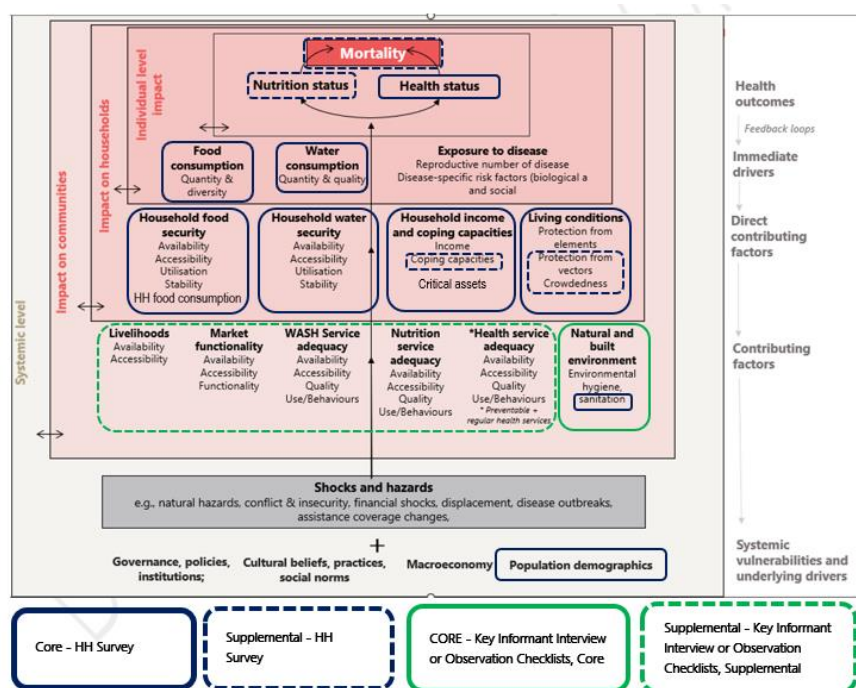 Mortality
Nutrition status
Health status
Individual level
impact
Impact on households
Impact on communities
Systemic level
Food
consumption
Quantity &
diversity
Water
consumption
Quantity & quality
Exposure to disease
Reproductive number of disease
Disease-specific risk factors (biological a
and social
Household food
security
Availability
Accessibility
Utilisation
Stability
HH food consumption
Household water
security
Availability
Accessibility
Utilisation
Stability
Household income
and coping capacities
Income
Coping capacities
Critical assets
Living conditions
Protection from
elements
Protection from
vectors
Crowdedness
Livelihoods
Availability
Accessibility
Market
functionality
Availability
Accessibility
Functionality
WASH Service
adequacy
Availability
Accessibility
Quality
Use/Behaviours
Nutrition
service
adequacy
Availability
Accessibility
Quality
Use/Behaviours
*Health service
adequacy
Availability
Accessibility
Quality
Use/Behaviours
* Preventable +
regular health services
Natural and
built
environment
Environmental
hygiene,
sanitation
Shocks and hazards
e.g., natural hazards, conflict & insecurity, financial shocks, displacement, disease outbreaks,
assistance coverage changes,
+
Governance, policies,
institutions;
Cultural beliefs, practices,
social norms
Macroeconomy
Population demographics
Health
outcomes
Feedback loops
Immediate
drivers
Direct
contributing
factors
Contributing
factors
Systemic
vulnerabilities and
underlying drivers
Core – HH Survey
Supplemental – HH
Survey
CORE – Key Informant Interview
or Observation Checklists, Core
Supplemental – Key Informant
Interview or Observation
Checklists, Supplemental